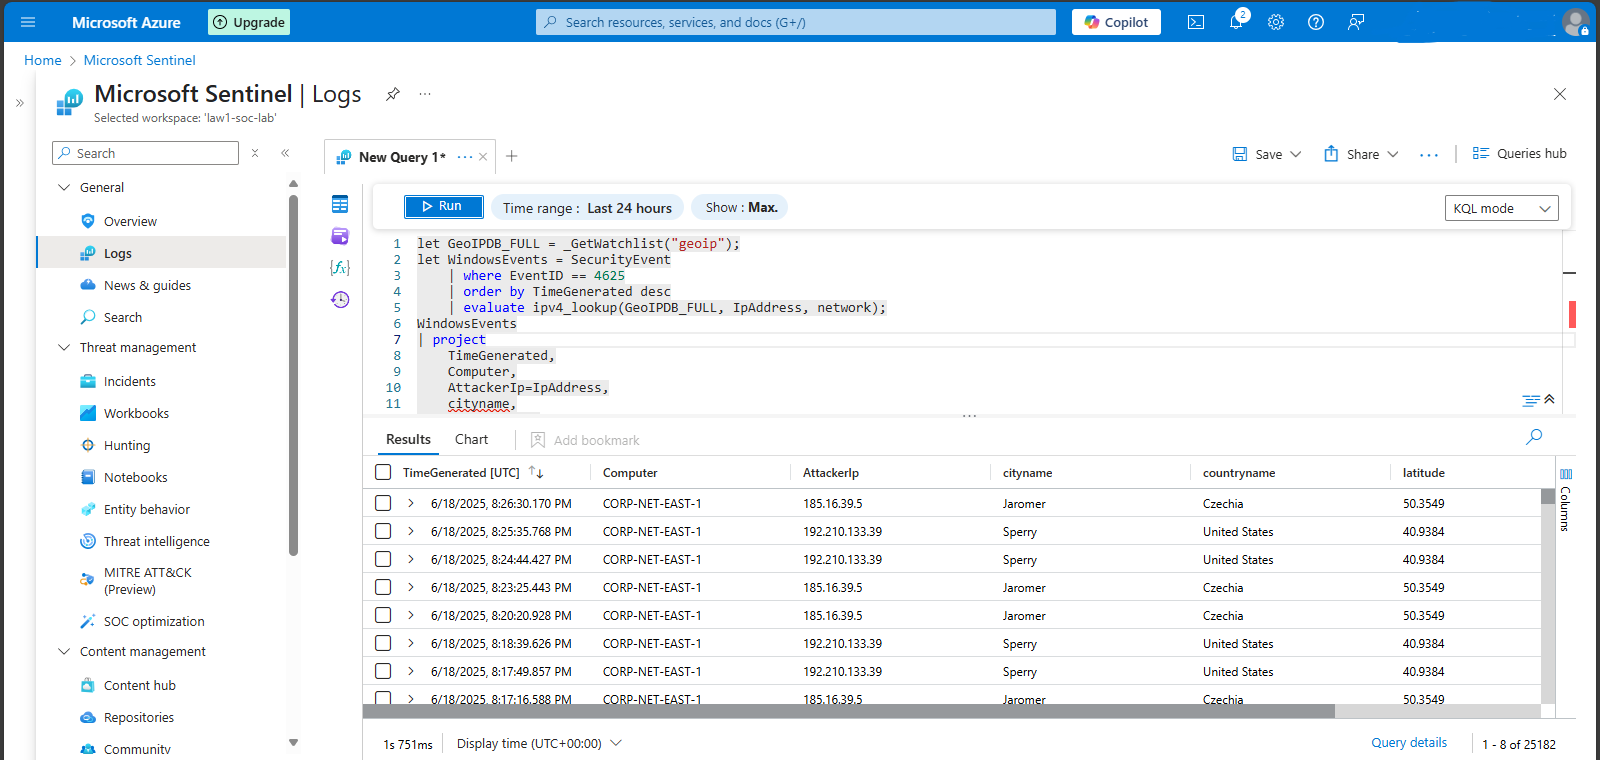 Microsoft Azure
Upgrade
Search resources, services, and docs (G+/)
Copilot
2
Home > Microsoft Sentinel
Microsoft Sentinel | Logs
Selected workspace: 'law1-soc-lab'
Search
General
Overview
Logs
News & guides
Search
Threat management
Incidents
Workbooks
Hunting
Notebooks
Entity behavior
Threat intelligence
MITRE ATT&CK
(Preview)
SOC optimization
Content management
Content hub
Repositories
Community
New Query 1*
Save
Share
Queries hub
Run
Time range : Last 24 hours
Show : Max.
KQL mode
1 let GeoIPDB_FULL = _GetWatchlist("geoip");
2 let WindowsEvents = SecurityEvent
3 | where EventID == 4625
4 | order by TimeGenerated desc
5 | evaluate ipv4_lookup(GeoIPDB_FULL, IpAddress, network);
6 WindowsEvents
7 | project
8 TimeGenerated,
9 Computer,
10 AttackerIp=IpAddress,
11 cityname,
Results Chart Add bookmark
TimeGenerated [UTC] Computer AttackerIp cityname countryname latitude
6/18/2025, 8:26:30.170 PM CORP-NET-EAST-1 185.16.39.5 Jaromer Czechia 50.3549
6/18/2025, 8:25:35.768 PM CORP-NET-EAST-1 192.210.133.39 Sperry United States 40.9384
6/18/2025, 8:24:44.427 PM CORP-NET-EAST-1 192.210.133.39 Sperry United States 40.9384
6/18/2025, 8:23:25.443 PM CORP-NET-EAST-1 185.16.39.5 Jaromer Czechia 50.3549
6/18/2025, 8:20:20.928 PM CORP-NET-EAST-1 185.16.39.5 Jaromer Czechia 50.3549
6/18/2025, 8:18:39.626 PM CORP-NET-EAST-1 192.210.133.39 Sperry United States 40.9384
6/18/2025, 8:17:49.857 PM CORP-NET-EAST-1 192.210.133.39 Sperry United States 40.9384
6/18/2025, 8:17:16.588 PM CORP-NET-EAST-1 185.16.39.5 Jaromer Czechia 50.3549
Columns
1s 751ms
Display time (UTC+00:00)
Query details
1 - 8 of 25182